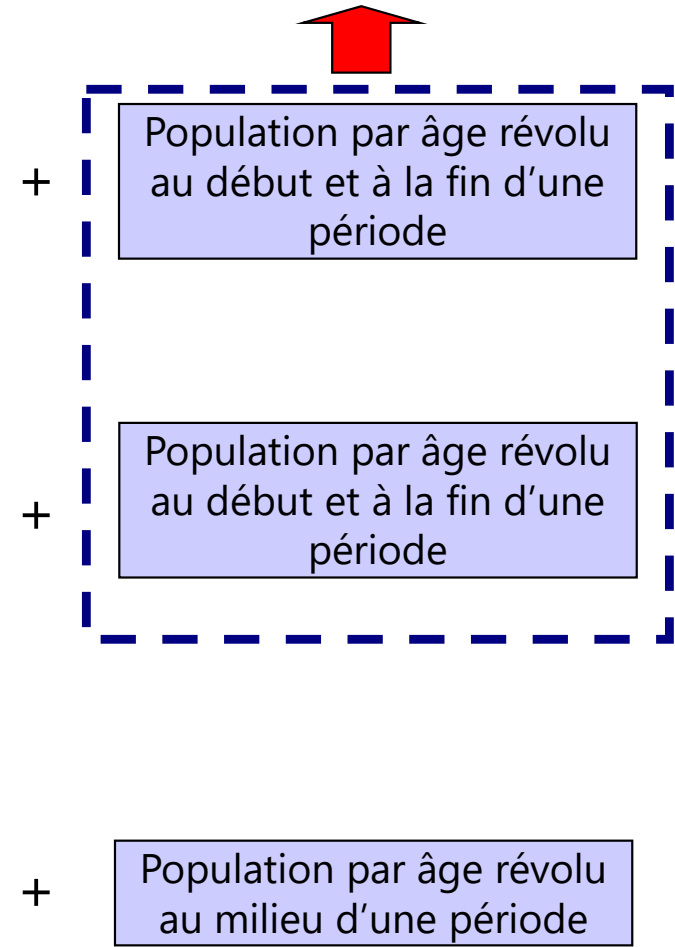 Population par âge révolu
+ au début et à la fin d’une
période
Population par âge révolu
+ au début et à la fin d’une
période
Population par âge révolu
+ au milieu d’une période